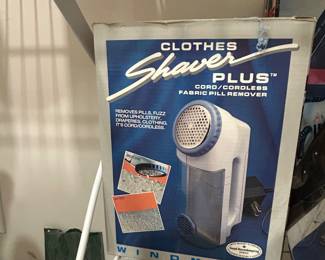 CLOTHES
Shaver
PLUS™
CORD/CORDLESS
FABRIC PILL REMOVER
REMOVES PILLS, FUZZ
FROM UPHOLSTERY,
DRAPERIES, CLOTHING.
IT'S CORD/CORDLESS.